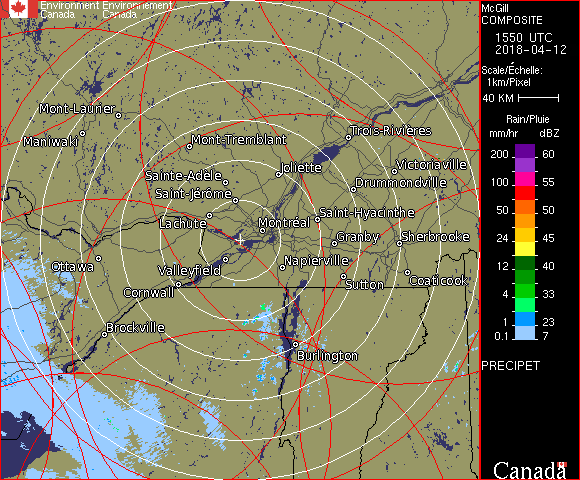 Environment Environnement
Canada Canada
McGill
COMPOSITE
1550 UTC
2018-04-12
Scale/Échelle:
1km/Pixel
40 KM
Rain/Pluie
mm/hr dBZ
200 60
55
100 55
50 50
24 45
12 40
4 33
1 23
0.1 7
PRECIPET
Canada
Mont-Laurier
Maniwaki
Mont-Tremblant
Trois-Rivières
Sainte-Adèle
Joliette
Victoriaville
Saint-Jérôme
Drummondville
Lachute
Montréal
Saint-Hyacinthe
Granby
Sherbrooke
Ottawa
Valleyfield
Napierville
Cornwall
Sutton
Coaticook
Brockville
Burlington